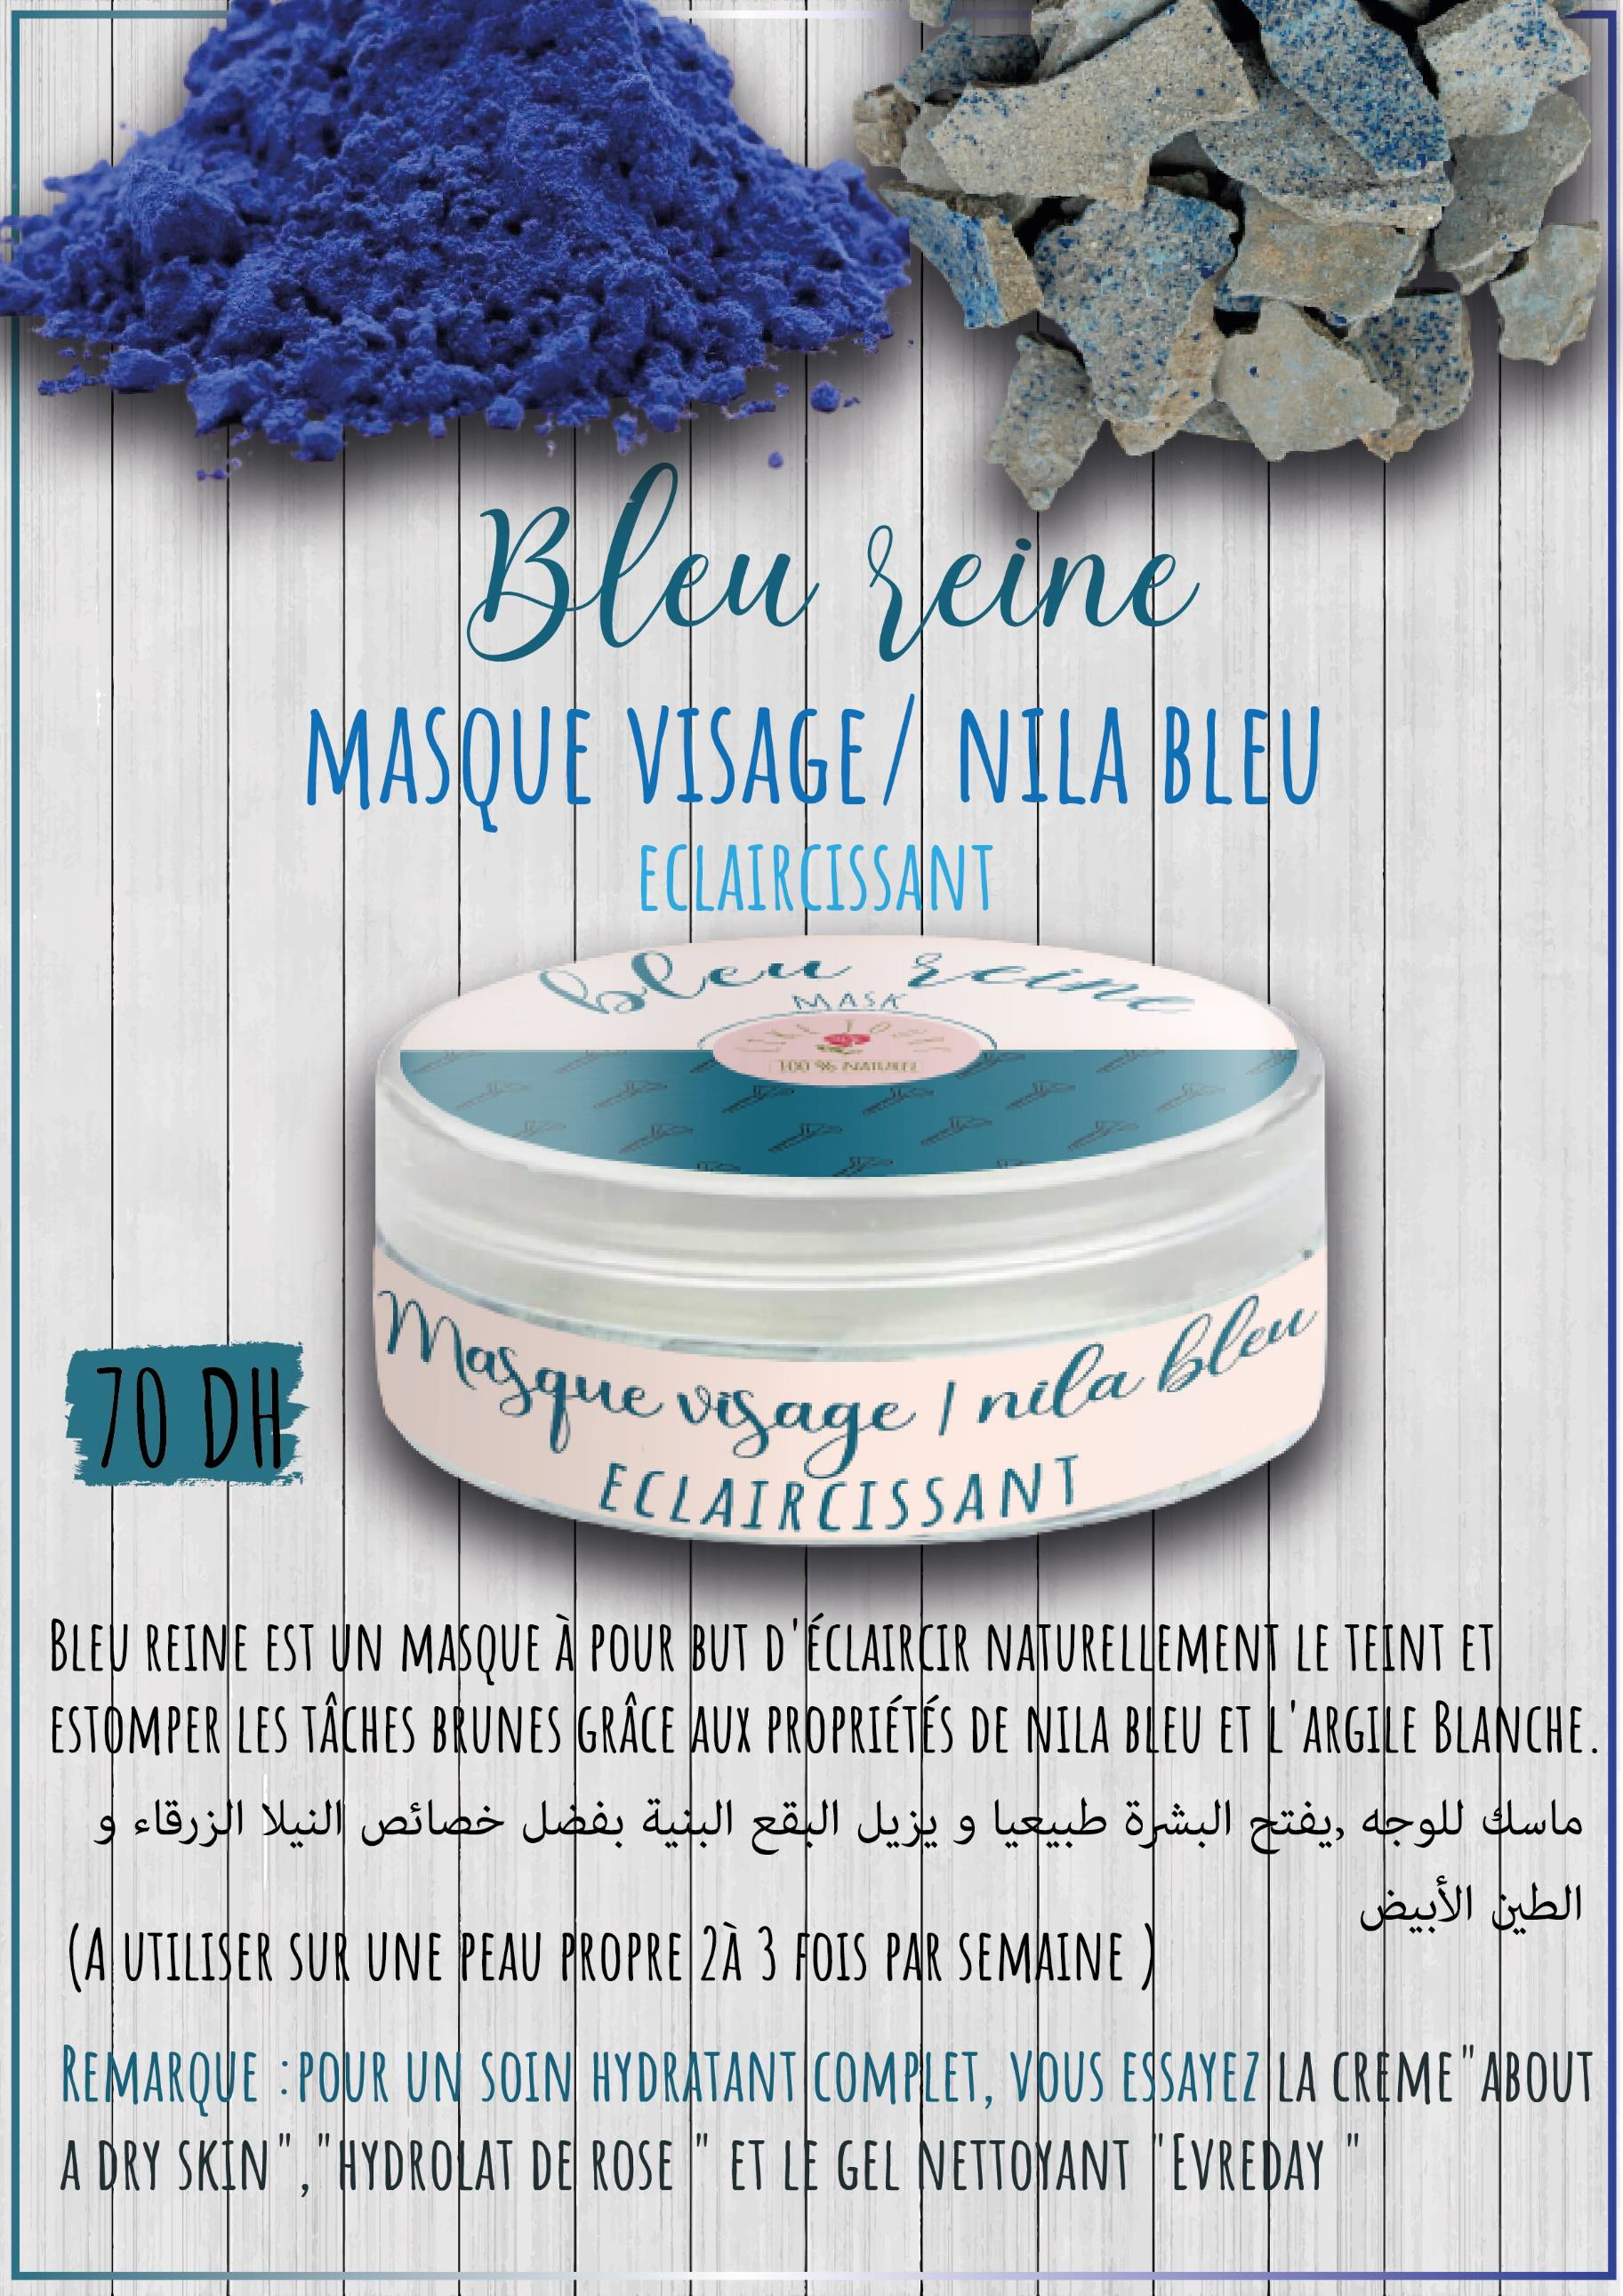 Bleu reine
MASQUE VISAGE/ NILA BLEU
ECLAIRCISSANT
bleu reine
MASK
LIKE YOURS
100 % NATUREL
Masque visage / nila bleu
ECLAIRCISSANT
70 DH
BLEU REINE EST UN MASQUE À POUR BUT D'ÉCLAIRCIR NATURELLEMENT LE TEINT ET
ESTOMPER LES TÂCHES BRUNES GRÂCE AUX PROPRIÉTÉS DE NILA BLEU ET L'ARGILE BLANCHE.
ماسك للوجه ,يفتح البشرة طبيعيا و يزيل البقع البنية بفضل خصائص النيلا الزرقاء و
الطين الأبيض
(A UTILISER SUR UNE PEAU PROPRE 2À 3 FOIS PAR SEMAINE )
REMARQUE :POUR UN SOIN HYDRATANT COMPLET, VOUS ESSAYEZ LA CREME"ABOUT
A DRY SKIN","HYDROLAT DE ROSE " ET LE GEL NETTOYANT "EVREDAY "